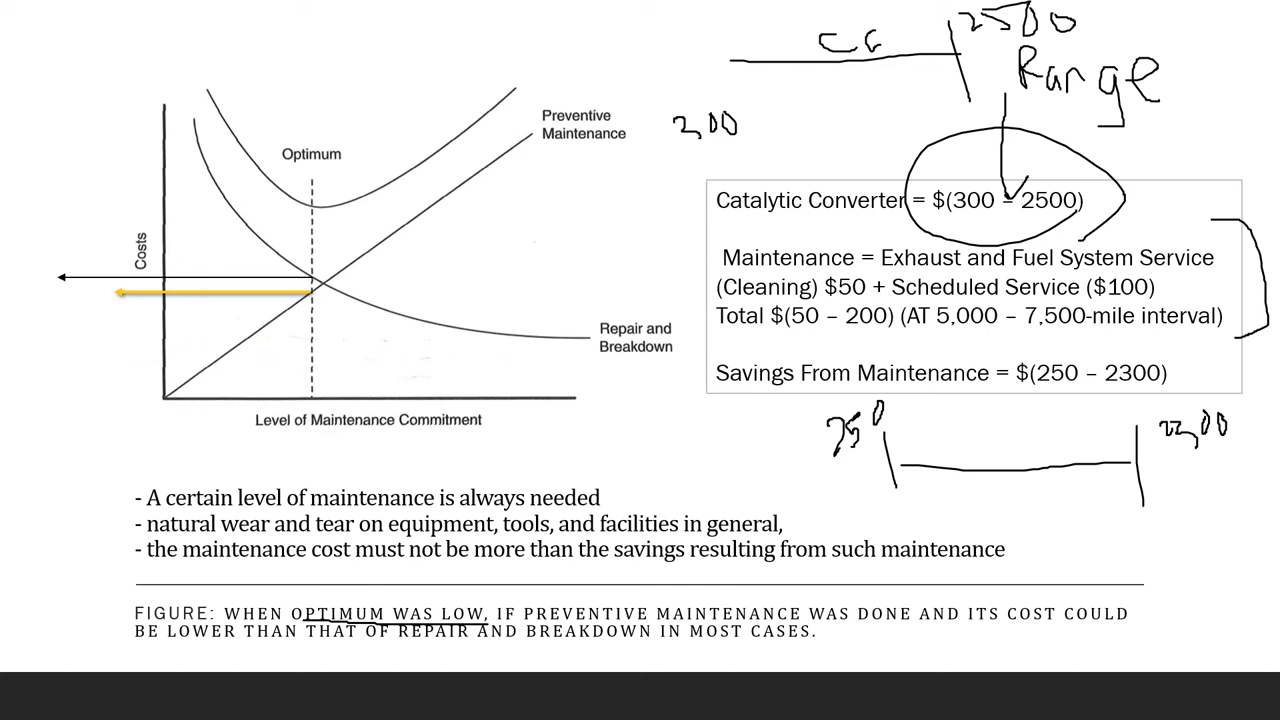 2500
CC
Range
300
Preventive
Maintenance
Optimum
Costs
Repair and
Breakdown
Level of Maintenance Commitment
Catalytic Converter = $(300 – 2500)
Maintenance = Exhaust and Fuel System Service
(Cleaning) $50 + Scheduled Service ($100)
Total $(50 – 200) (AT 5,000 – 7,500-mile interval)
Savings From Maintenance = $(250 – 2300)
250
- A certain level of maintenance is always needed
- natural wear and tear on equipment, tools, and facilities in general,
- the maintenance cost must not be more than the savings resulting from such maintenance
FIGURE: WHEN OPTIMUM WAS LOW, IF PREVENTIVE MAINTENANCE WAS DONE AND ITS COST COULD
BE LOWER THAN THAT OF REPAIR AND BREAKDOWN IN MOST CASES.